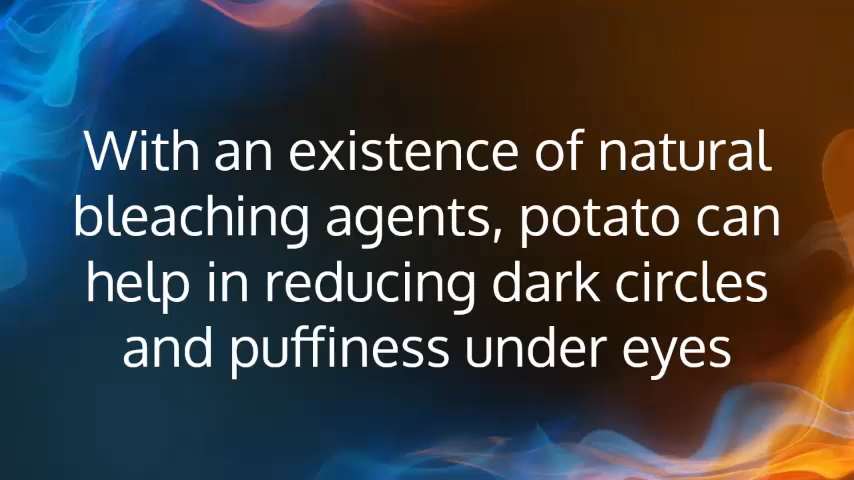 With an existence of natural
bleaching agents, potato can
help in reducing dark circles
and puffiness under eyes